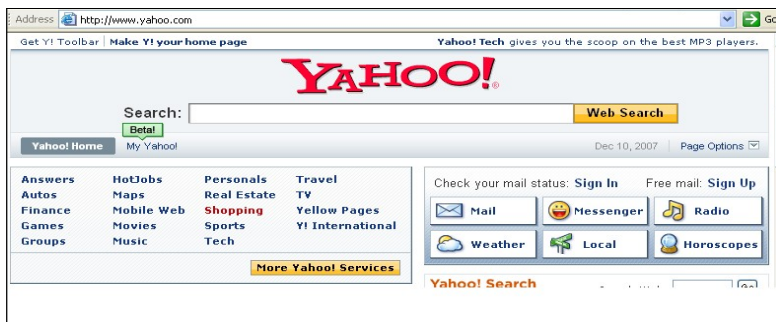 Address http://www.yahoo.com Go
Get Y! Toolbar Make Y! your home page Yahoo! Tech gives you the scoop on the best MP3 players.
YAHOO!
Search: Web Search
Beta!
Yahoo! Home My Yahoo! Dec 10, 2007 Page Options
Answers HotJobs Personals Travel
Autos Maps Real Estate TV
Finance Mobile Web Shopping Yellow Pages
Games Movies Sports Y! International
Groups Music Tech
More Yahoo! Services
Check your mail status: Sign In Free mail: Sign Up
Mail Messenger Radio
Weather Local Horoscopes
Yahoo! Search